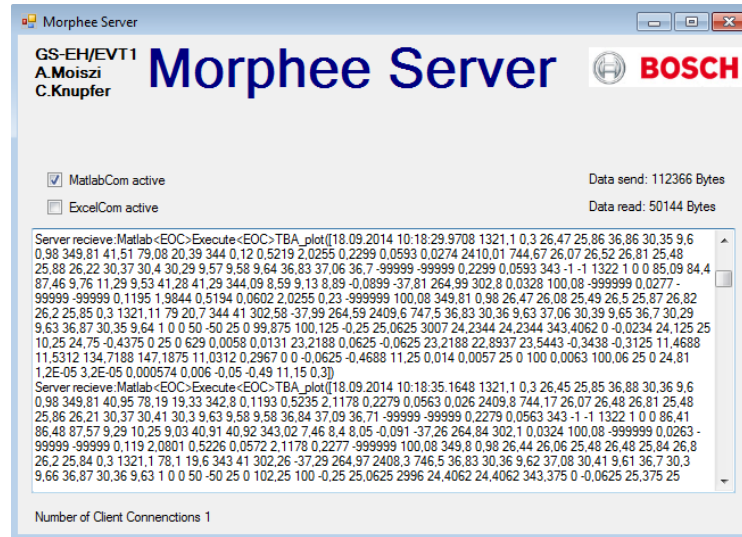 Morphee Server
GS-EH/EVT1
A.Moiszi
C.Knupfer
Morphee Server
BOSCH
MatlabCom active
Data send: 112366 Bytes
ExcelCom active
Data read: 50144 Bytes
Server recieve:Matlab<EOC>Execute<EOC>TBA_plot([18.09.2014 10:18:29.9708 1321,1 0,3 26,47 25,86 36,86 30,35 9,6
0,98 349,81 41,51 79,08 20,39 344 0,12 0,5219 2,0255 0,2299 0,0593 0,0274 2410,01 744,67 26,07 26,52 26,81 25,48
25,88 26,22 30,37 30,4 30,29 9,57 9,58 9,64 36,83 37,06 36,7 -99999 -99999 0,2299 0,0593 343 -1 -1 1322 1 0 0 85,09 84,4
87,46 9,76 11,29 9,53 41,28 41,29 344,09 8,59 9,13 8,89 -0,0899 -37,81 264,99 302,8 0,0328 100,08 -999999 0,0277 -
99999 -99999 0,1195 1,9844 0,5194 0,0602 2,0255 0,23 -999999 100,08 349,81 0,98 26,47 26,08 25,49 26,5 25,87 26,82
26,2 25,85 0,3 1321,11 79 20,7 344 41 302,58 -37,99 264,59 2409,6 747,5 36,83 30,36 9,63 37,06 30,39 9,65 36,7 30,29
9,63 36,87 30,35 9,64 1 0 0 50 -50 25 0 99,875 100,125 -0,25 25,0625 3007 24,2344 24,2344 343,4062 0 -0,0234 24,125 25
10,25 24,75 -0,4375 0 25 0 629 0,0058 0,0131 23,2188 0,0625 -0,0625 23,2188 22,8937 23,5443 -0,3438 -0,3125 11,4688
11,5312 134,7188 147,1875 11,0312 0,2967 0 0 -0,0625 -0,4688 11,25 0,014 0,0057 25 0 100 0,0063 100,06 25 0 24,81
1,2E-05 3,2E-05 0,000574 0,006 -0,05 -0,49 11,15 0,3])
Server recieve:Matlab<EOC>Execute<EOC>TBA_plot([18.09.2014 10:18:35.1648 1321,1 0,3 26,45 25,85 36,88 30,36 9,6
0,98 349,81 40,95 78,19 19,33 342,8 0,1193 0,5235 2,1178 0,2279 0,0563 0,026 2409,8 744,17 26,07 26,48 26,81 25,48
25,86 26,21 30,37 30,41 30,3 9,63 9,58 9,58 36,84 37,09 36,71 -99999 -99999 0,2279 0,0563 343 -1 -1 1322 1 0 0 86,41
86,48 87,57 9,29 10,25 9,03 40,91 40,92 343,02 7,46 8,4 8,05 -0,091 -37,26 264,84 302,1 0,0324 100,08 -999999 0,0263 -
99999 -99999 0,119 2,0801 0,5226 0,0572 2,1178 0,2277 -999999 100,08 349,8 0,98 26,44 26,06 25,48 26,48 25,84 26,8
26,2 25,84 0,3 1321,1 78,1 19,6 343 41 302,26 -37,29 264,97 2408,3 746,5 36,83 30,36 9,62 37,08 30,41 9,61 36,7 30,3
9,66 36,87 30,36 9,63 1 0 0 50 -50 25 0 102,25 100 -0,25 25,0625 2996 24,4062 24,4062 343,375 0 -0,0625 25,375 25
Number of Client Connenctions 1